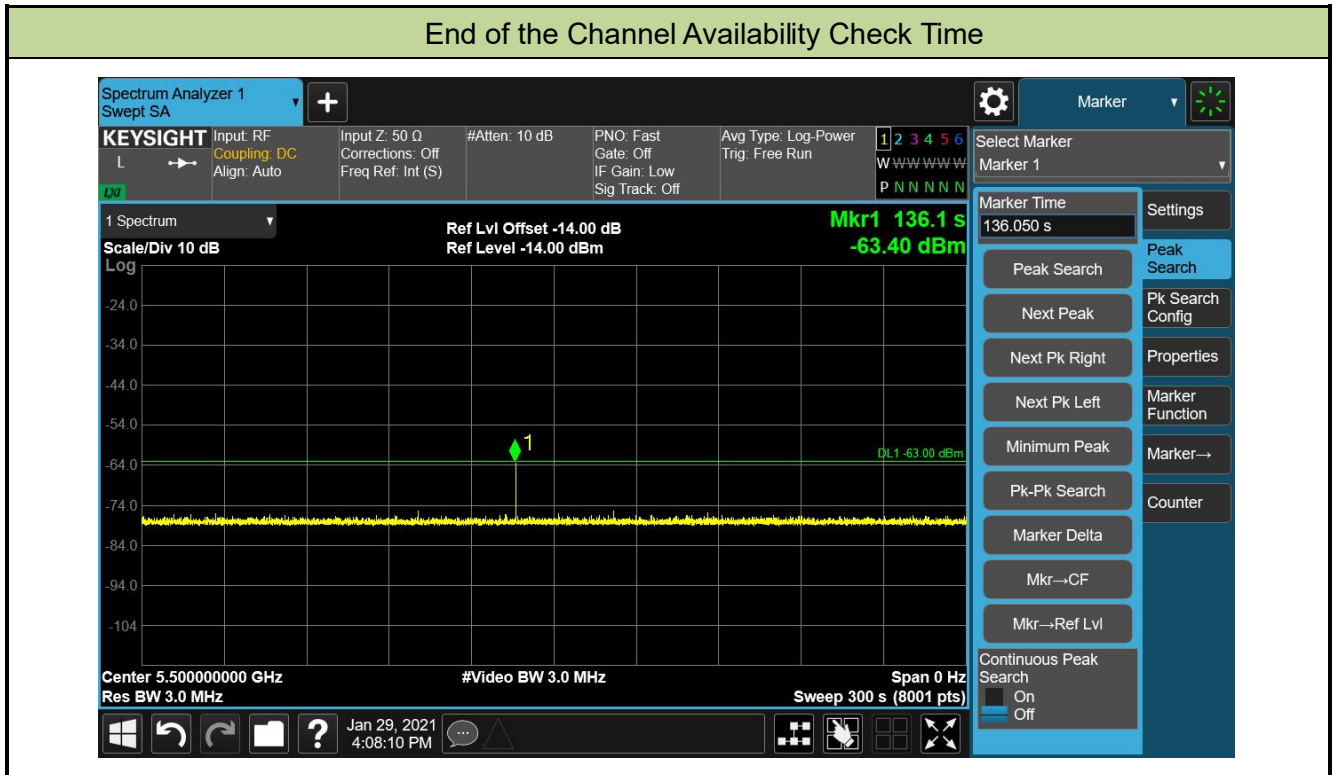 End of the Channel Availability Check Time
Spectrum Analyzer 1
Swept SA
Marker
KEYSIGHT
L
LXI
Input: RF
Coupling: DC
Align: Auto
Input Z: 50 Ω
Corrections: Off
Freq Ref: Int (S)
#Atten: 10 dB
PNO: Fast
Gate: Off
IF Gain: Low
Sig Track: Off
Avg Type: Log-Power
Trig: Free Run
1 2 3 4 5 6
W W W W W W
P N N N N N
Select Marker
Marker 1
1 Spectrum
Scale/Div 10 dB
Log
Ref Lvl Offset -14.00 dB
Ref Level -14.00 dBm
Mkr1 136.1 s
-63.40 dBm
-24.0
-34.0
-44.0
-54.0
-64.0
-74.0
-84.0
-94.0
-104
1
DL1 -63.00 dBm
Center 5.500000000 GHz
Res BW 3.0 MHz
#Video BW 3.0 MHz
Span 0 Hz
Sweep 300 s (8001 pts)
Marker Time
136.050 s
Peak Search
Next Peak
Next Pk Right
Next Pk Left
Minimum Peak
Pk-Pk Search
Marker Delta
Mkr→CF
Mkr→Ref Lvl
Continuous Peak
Search
On
Off
Settings
Peak
Search
Pk Search
Config
Properties
Marker
Function
Marker→
Counter
?
Jan 29, 2021
4:08:10 PM